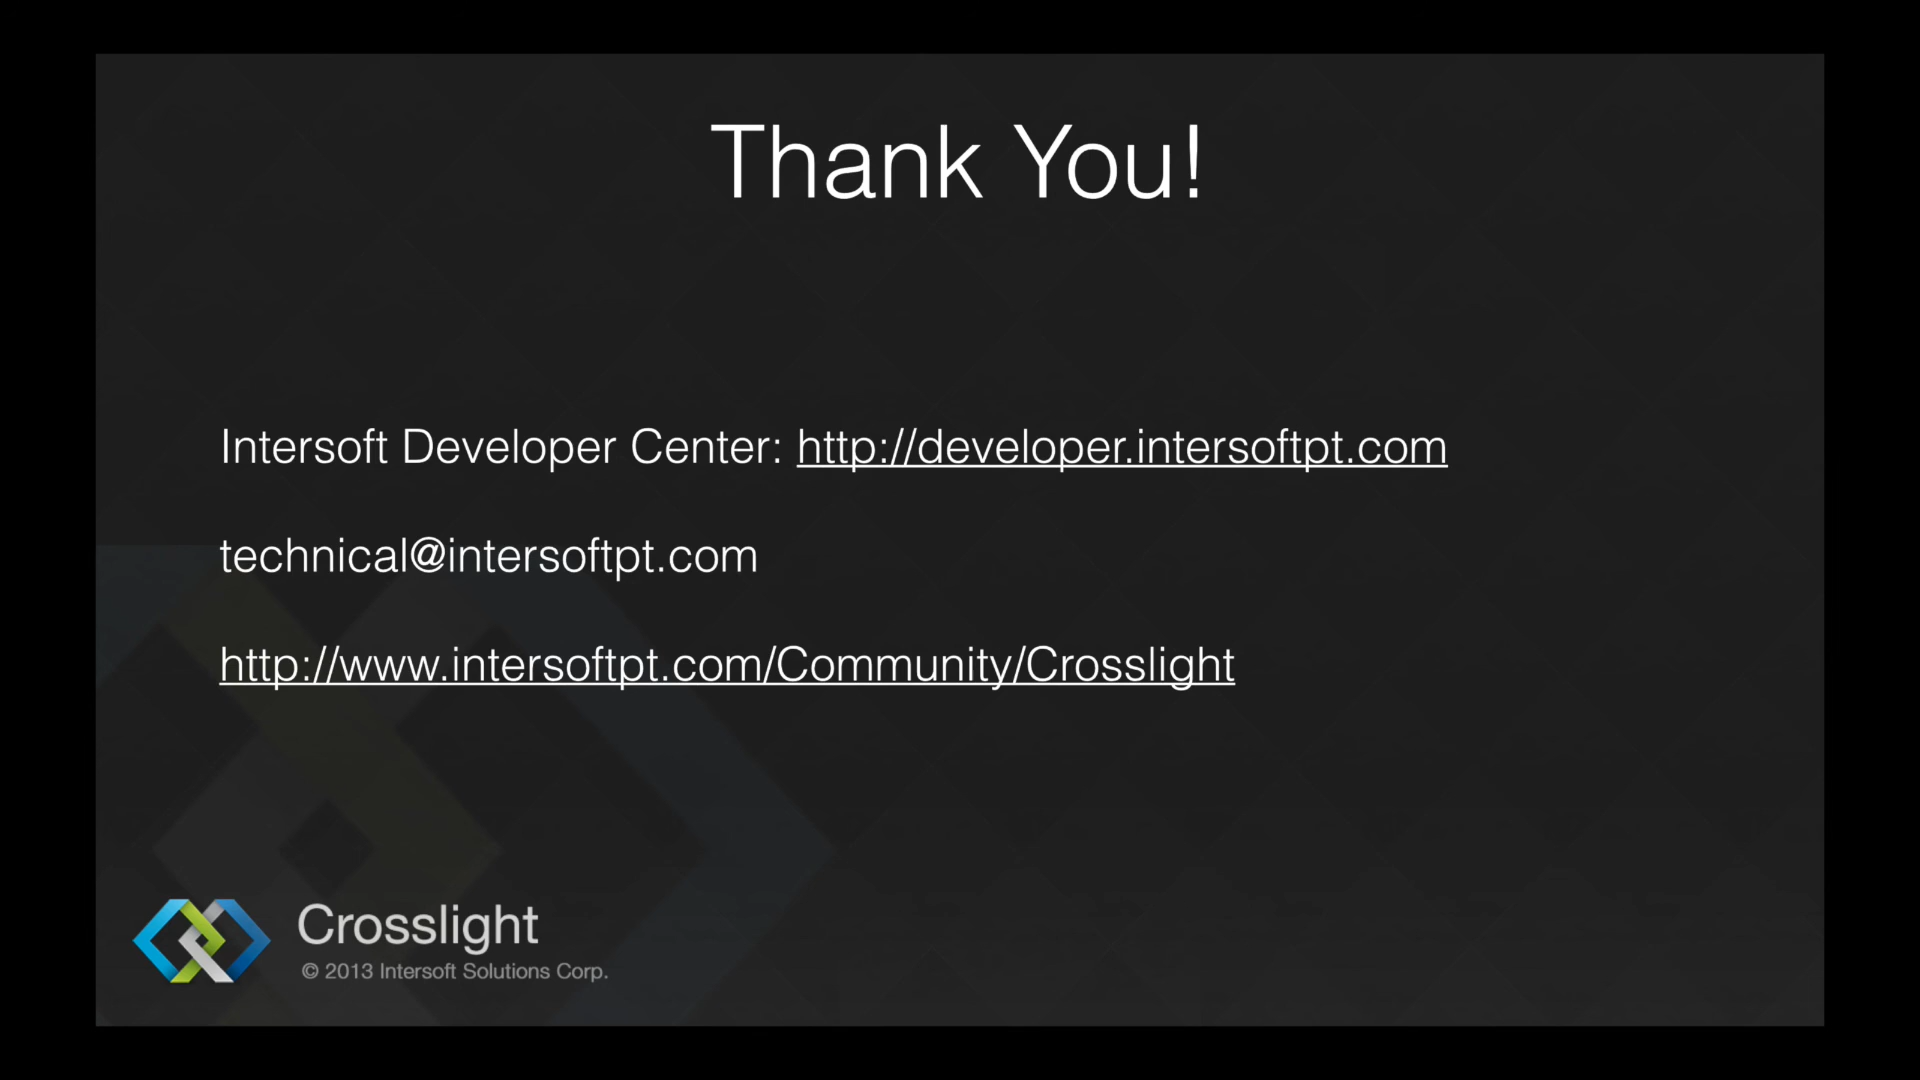 Thank You!
Intersoft Developer Center: http://developer.intersoftpt.com
technical@intersoftpt.com
http://www.intersoftpt.com/Community/Crosslight
Crosslight
© 2013 Intersoft Solutions Corp.